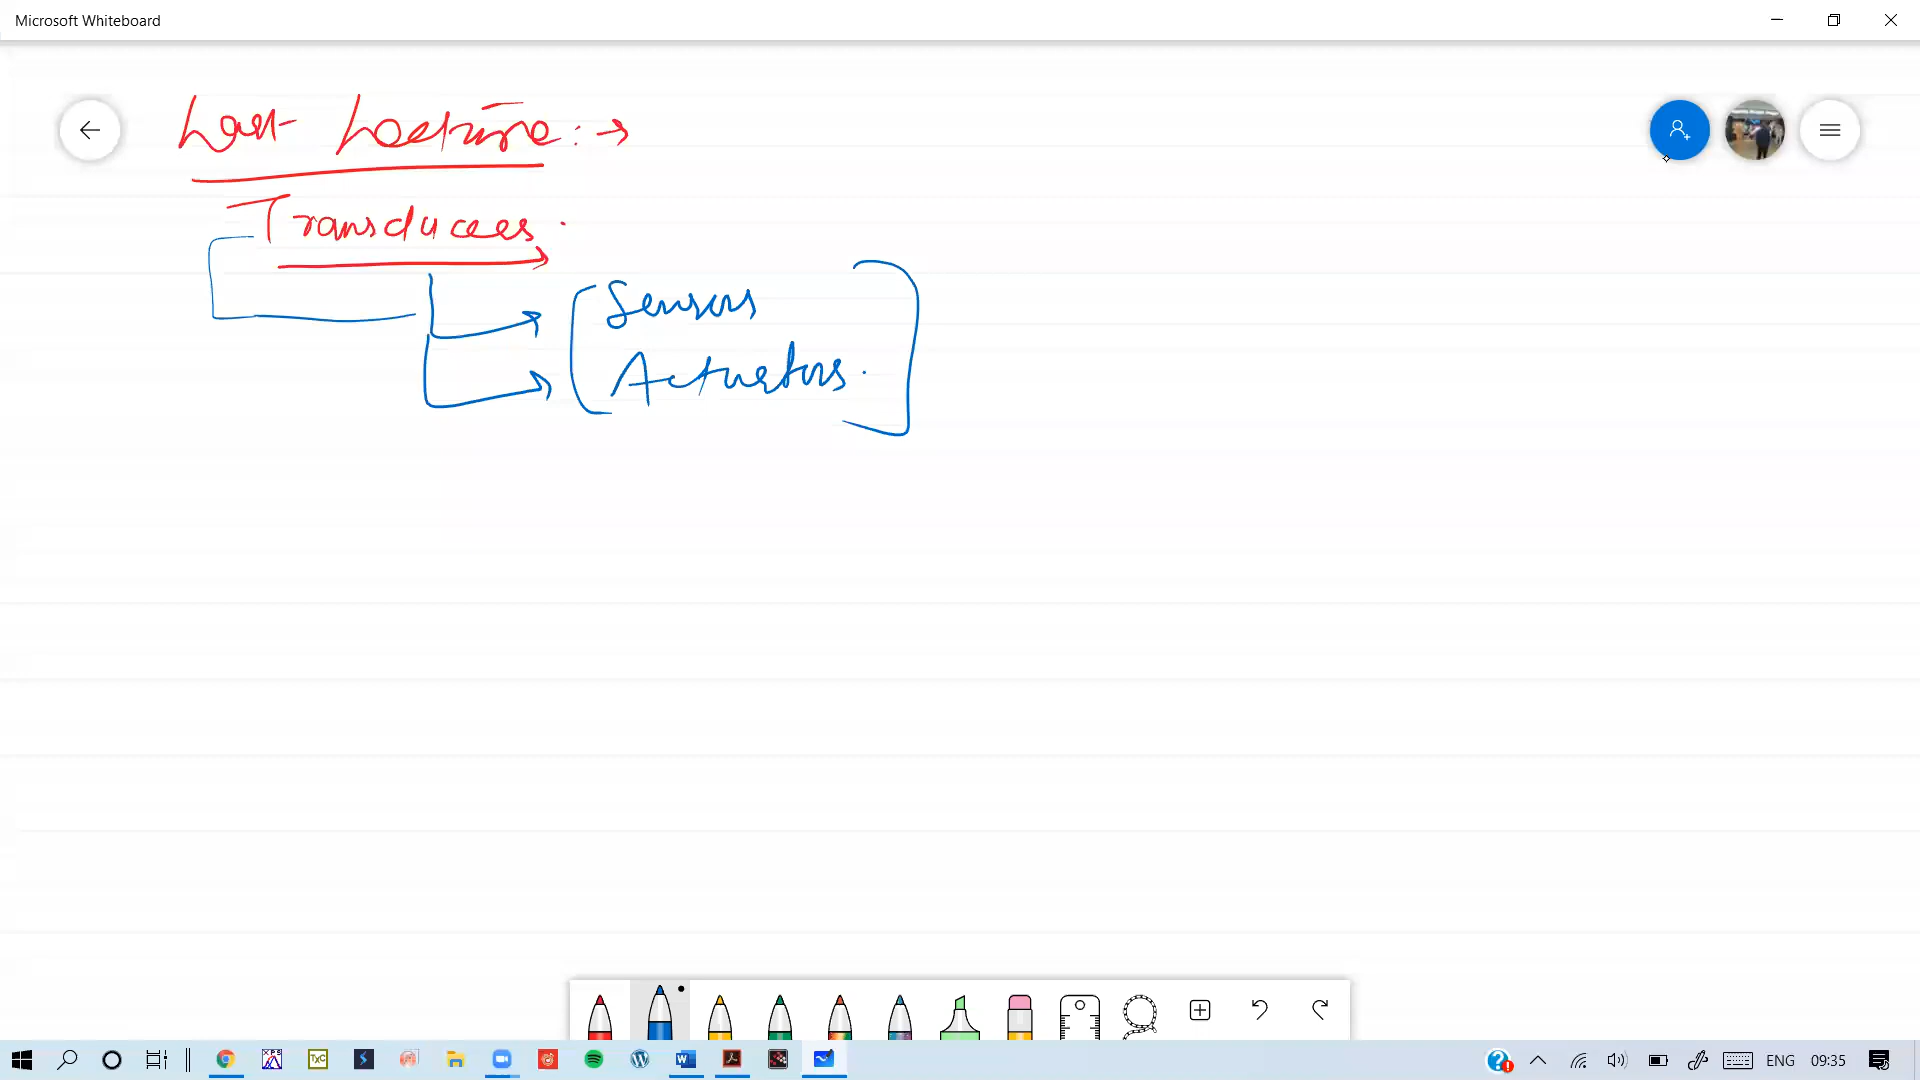 Microsoft Whiteboard
Last Lecture :→
Transducers.
Sensors
Actuators.
ENG
09:35